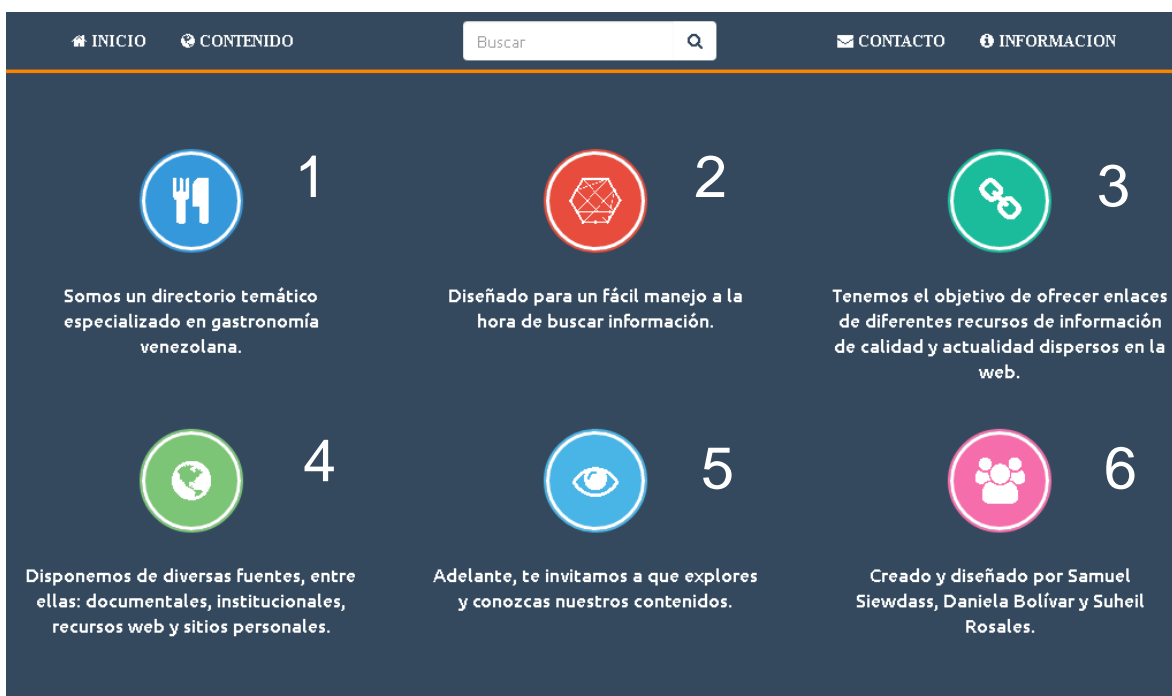 INICIO
CONTENIDO
Buscar
CONTACTO
INFORMACION
1
Somos un directorio temático
especializado en gastronomía
venezolana.
2
Diseñado para un fácil manejo a la
hora de buscar información.
3
Tenemos el objetivo de ofrecer enlaces
de diferentes recursos de información
de calidad y actualidad dispersos en la
web.
4
Disponemos de diversas fuentes, entre
ellas: documentales, institucionales,
recursos web y sitios personales.
5
Adelante, te invitamos a que explores
y conozcas nuestros contenidos.
6
Creado y diseñado por Samuel
Siewdass, Daniela Bolívar y Suheil
Rosales.